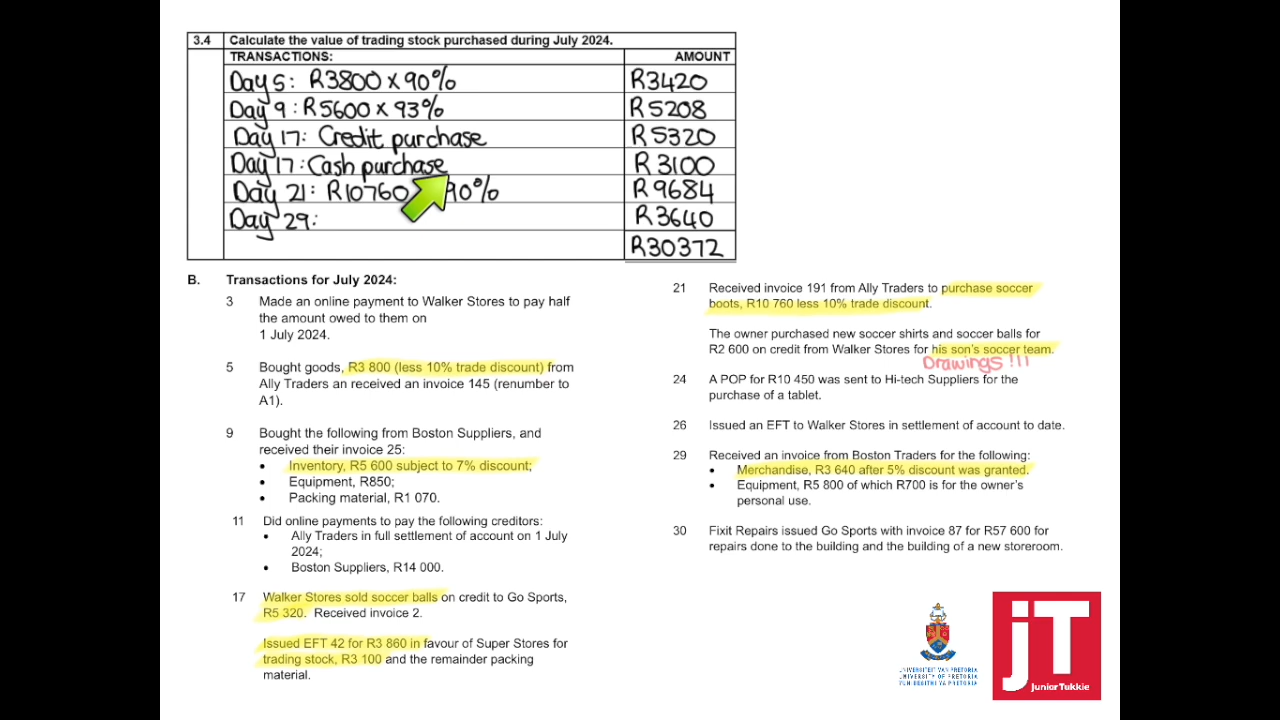 3.4 Calculate the value of trading stock purchased during July 2024.
TRANSACTIONS: AMOUNT
Day 5: R3800 x 90% R3420
Day 9: R5600 x 93% R5208
Day 17: Credit purchase R5320
Day 17: Cash purchase R3100
Day 21: R10760 90% R9684
Day 29: R3640
R30372
B. Transactions for July 2024:
3 Made an online payment to Walker Stores to pay half
the amount owed to them on
1 July 2024.
5 Bought goods, R3 800 (less 10% trade discount) from
Ally Traders an received an invoice 145 (renumber to
A1).
9 Bought the following from Boston Suppliers, and
received their invoice 25:
• Inventory, R5 600 subject to 7% discount;
• Equipment, R850;
• Packing material, R1 070.
11 Did online payments to pay the following creditors:
• Ally Traders in full settlement of account on 1 July
2024;
• Boston Suppliers, R14 000.
17 Walker Stores sold soccer balls on credit to Go Sports,
R5 320. Received invoice 2.
Issued EFT 42 for R3 860 in favour of Super Stores for
trading stock, R3 100 and the remainder packing
material.
21 Received invoice 191 from Ally Traders to purchase soccer
boots, R10 760 less 10% trade discount.
The owner purchased new soccer shirts and soccer balls for
R2 600 on credit from Walker Stores for his son's soccer team.
Drawings !!!
24 A POP for R10 450 was sent to Hi-tech Suppliers for the
purchase of a tablet.
26 Issued an EFT to Walker Stores in settlement of account to date.
29 Received an invoice from Boston Traders for the following:
• Merchandise, R3 640 after 5% discount was granted.
• Equipment, R5 800 of which R700 is for the owner's
personal use.
30 Fixit Repairs issued Go Sports with invoice 87 for R57 600 for
repairs done to the building and the building of a new storeroom.
UNIVERSITEIT VAN PRETORIA
UNIVERSITY OF PRETORIA
YUNIBESITHI YA PRETORIA
jT
JuniorTukkie